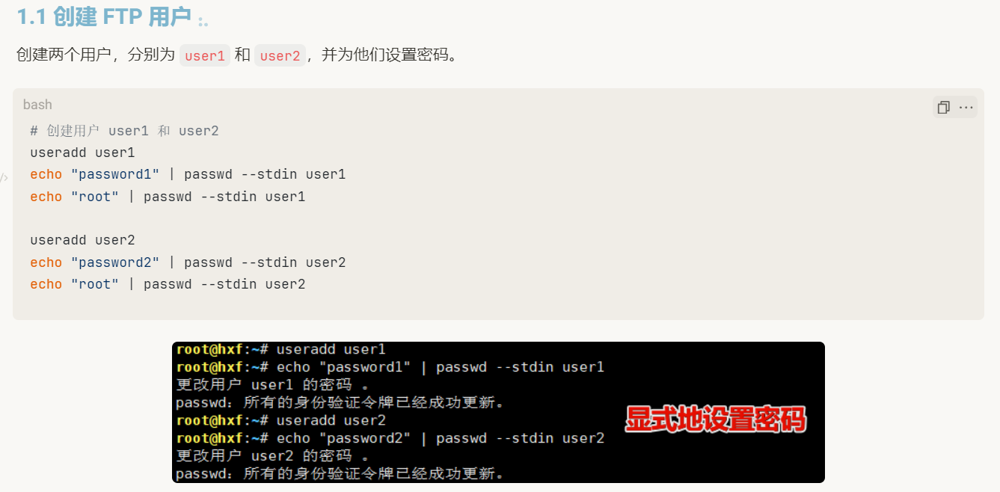 1.1 创建 FTP 用户
创建两个用户，分别为 user1 和 user2 ，并为他们设置密码。
bash
# 创建用户 user1 和 user2
useradd user1
echo "password1" | passwd --stdin user1
echo "root" | passwd --stdin user1
useradd user2
echo "password2" | passwd --stdin user2
echo "root" | passwd --stdin user2
root@hxf:~# useradd user1
root@hxf:~# echo "password1" | passwd --stdin user1
更改用户 user1 的密码 。
passwd：所有的身份验证令牌已经成功更新。
root@hxf:~# useradd user2
root@hxf:~# echo "password2" | passwd --stdin user2
更改用户 user2 的密码 。
passwd：所有的身份验证令牌已经成功更新。
显式地设置密码